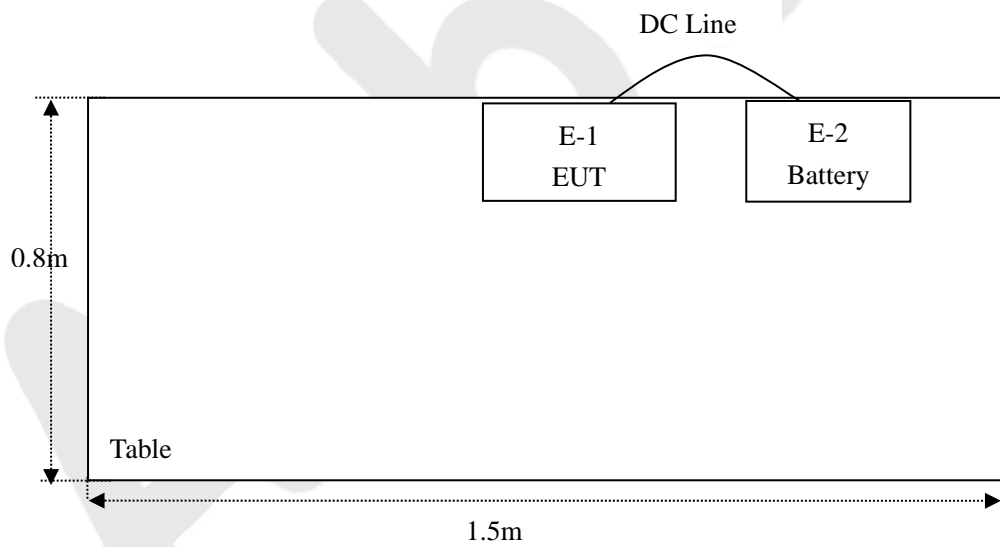 DC Line
E-1
EUT
E-2
Battery
0.8m
Table
1.5m